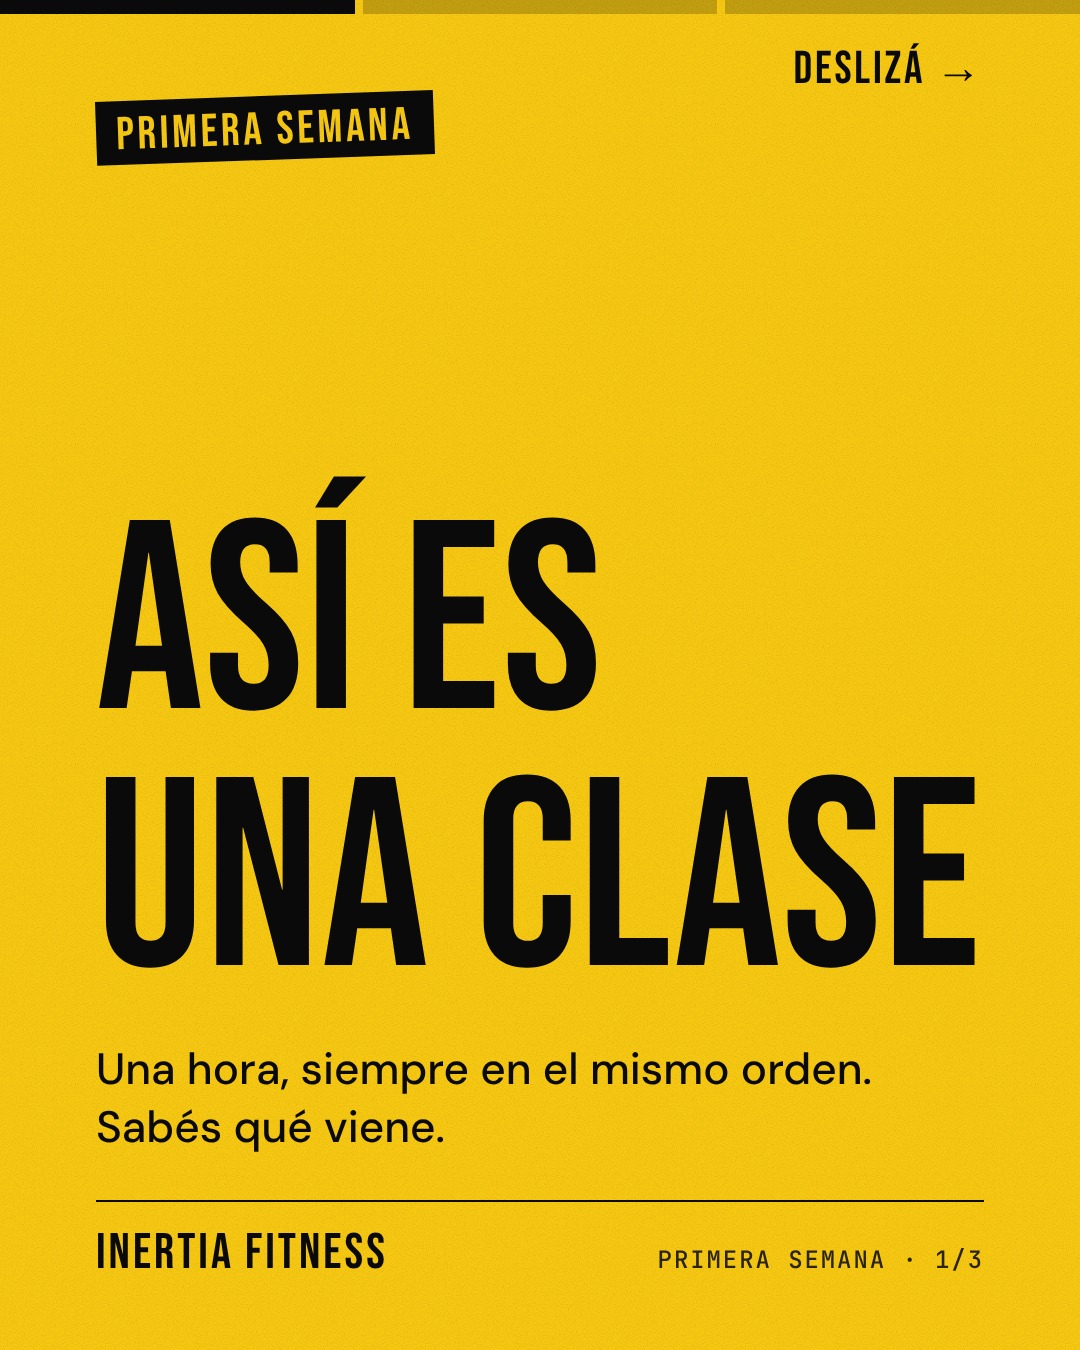 DESLIZÁ →
PRIMERA SEMANA
ASÍ ES
UNA CLASE
Una hora, siempre en el mismo orden.
Sabés qué viene.
INERTIA FITNESS
PRIMERA SEMANA · 1/3